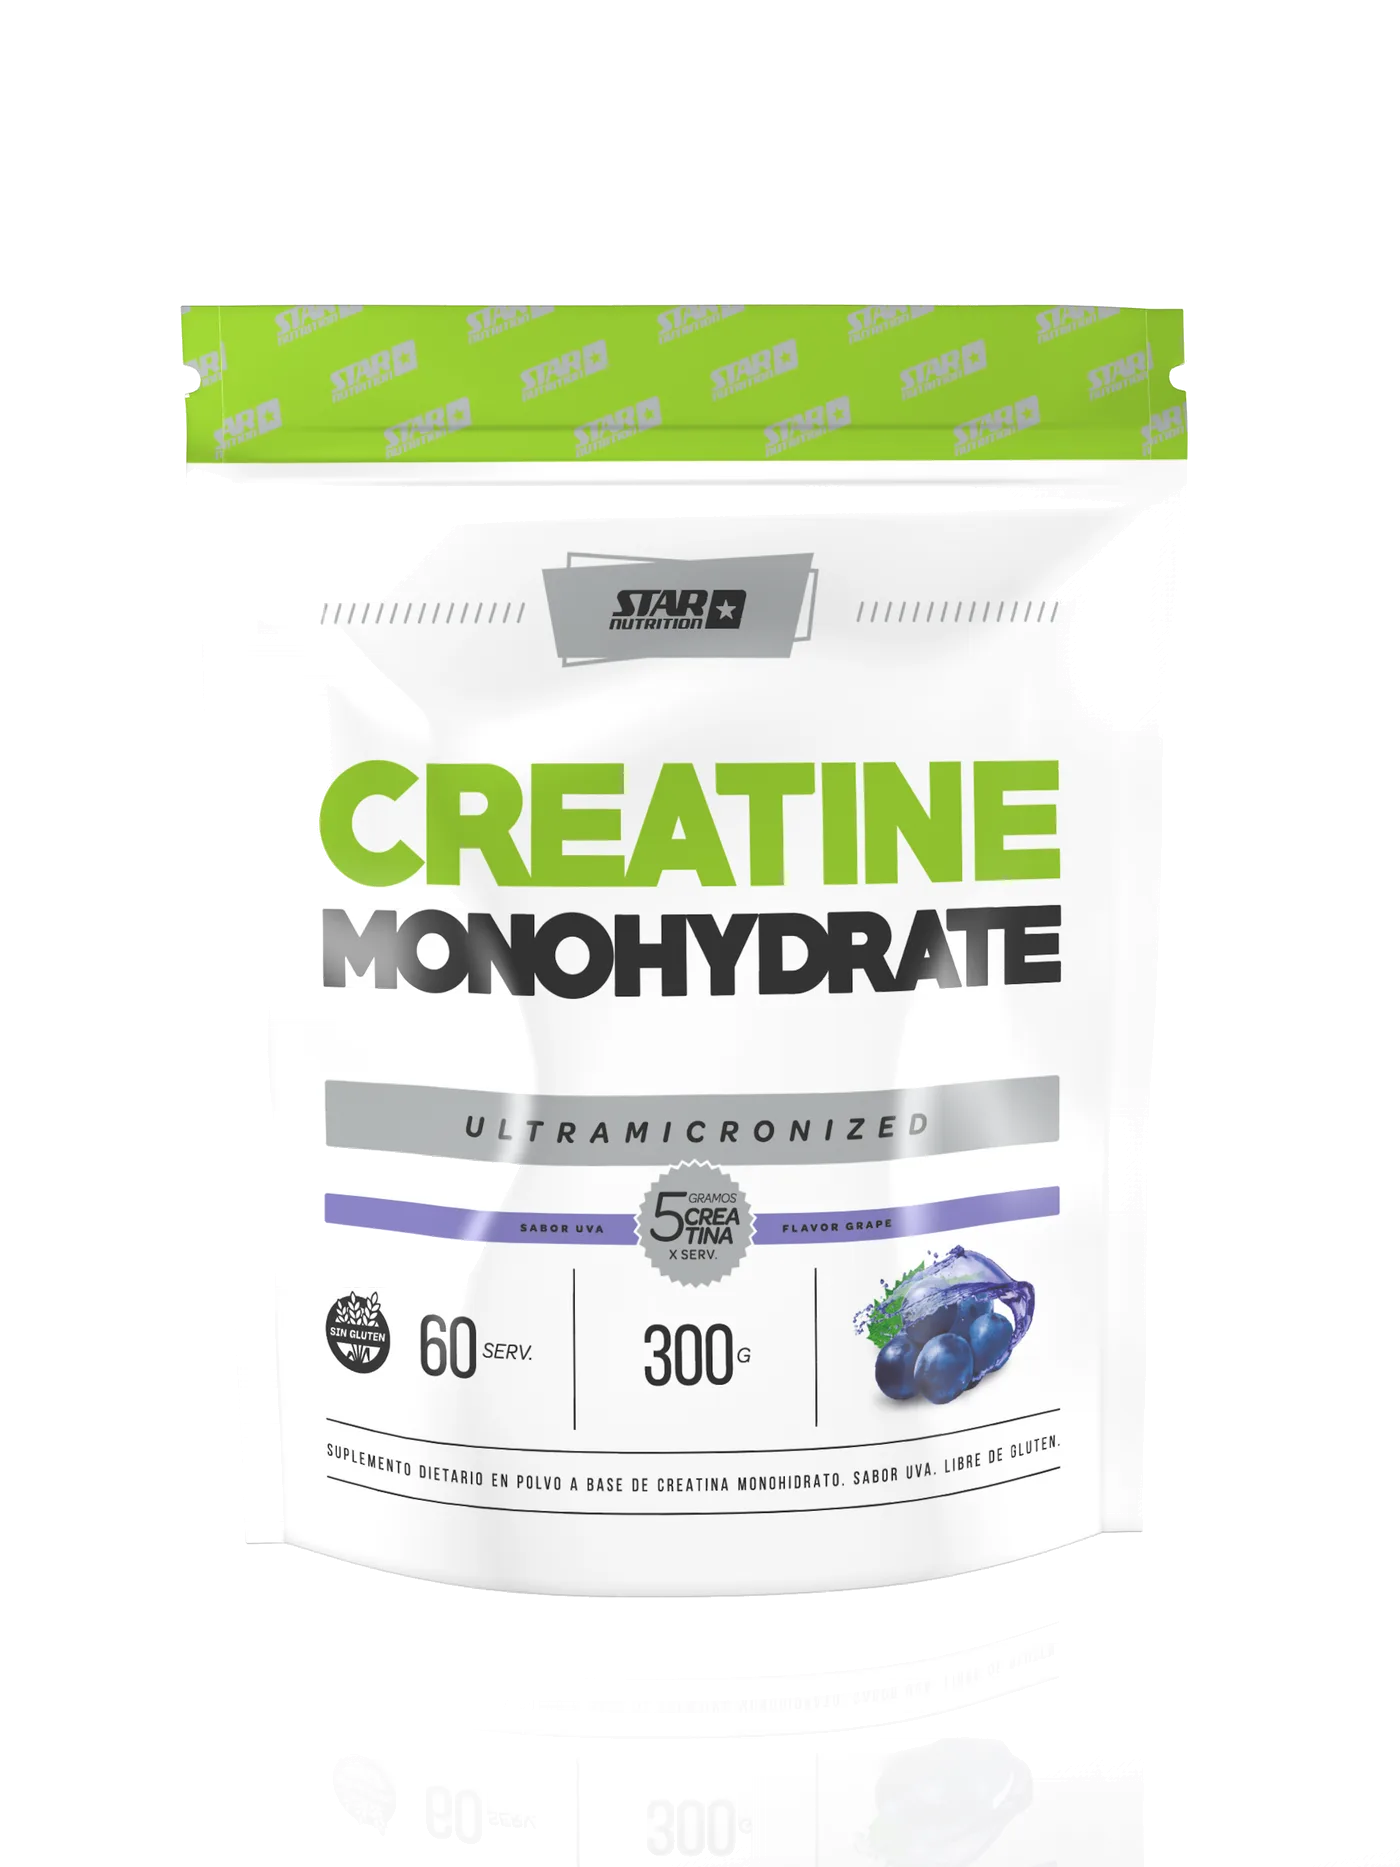 STAR NUTRITION
CREATINE
MONOHYDRATE
ULTRAMICRONIZED
SABOR UVA
5 GRAMOS
CREA
TINA
X SERV.
FLAVOR GRAPE
SIN GLUTEN
60 SERV.
300 G
SUPLEMENTO DIETARIO EN POLVO A BASE DE CREATINA MONOHIDRATO. SABOR UVA. LIBRE DE GLUTEN.